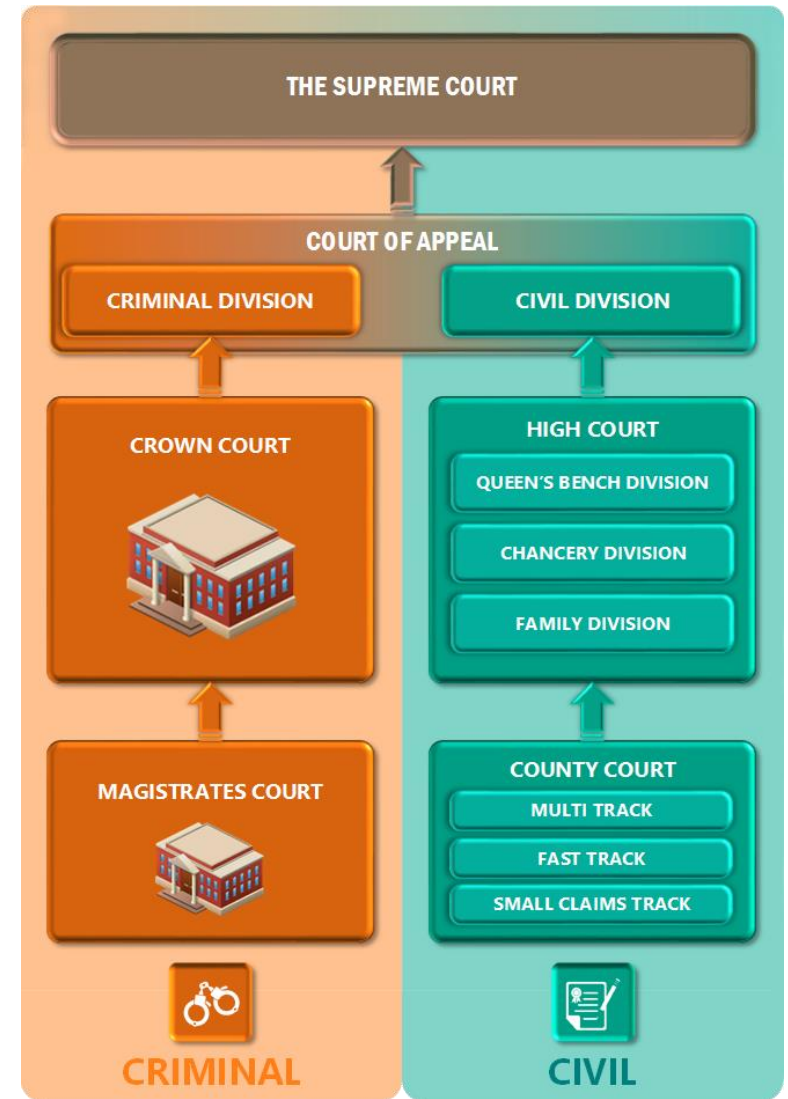 THE SUPREME COURT
COURT OF APPEAL
CRIMINAL DIVISION
CIVIL DIVISION
CROWN COURT
HIGH COURT
QUEEN'S BENCH DIVISION
CHANCERY DIVISION
FAMILY DIVISION
MAGISTRATES COURT
COUNTY COURT
MULTI TRACK
FAST TRACK
SMALL CLAIMS TRACK
CRIMINAL
CIVIL